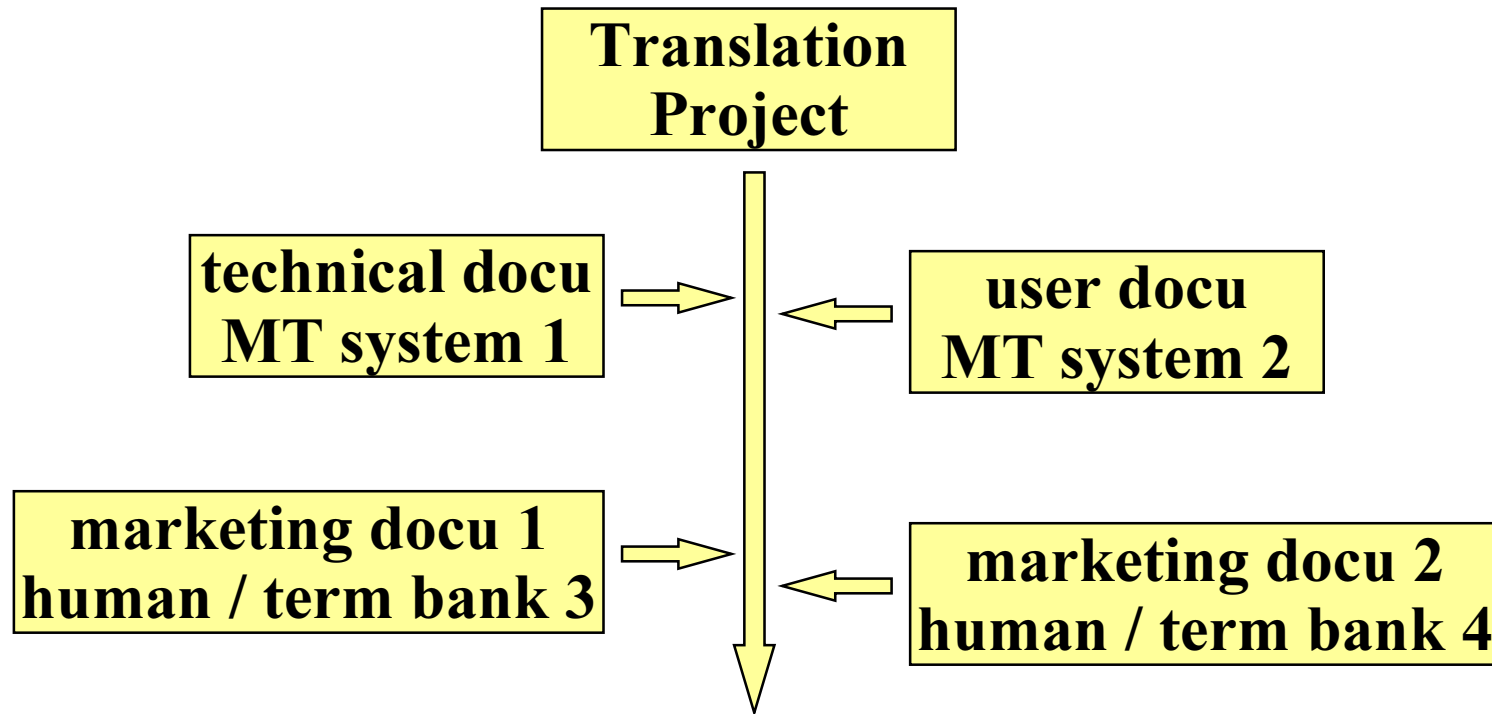 Translation
Project
technical docu
MT system 1
user docu
MT system 2
marketing docu 1
human / term bank 3
marketing docu 2
human / term bank 4